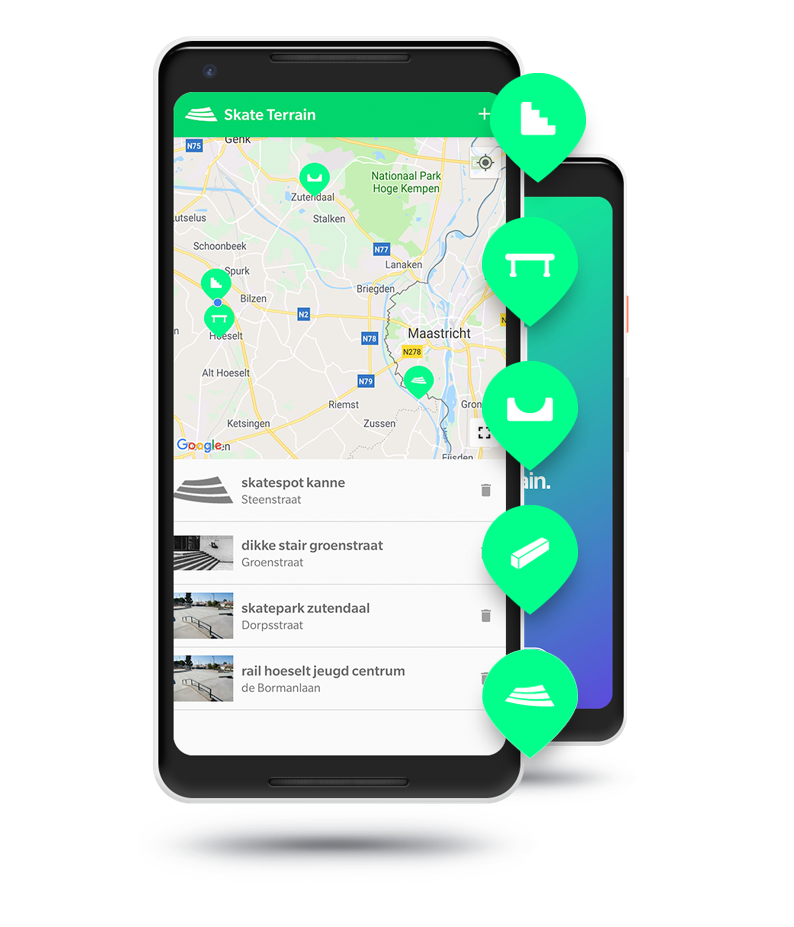 Skate Terrain
+
N75
Genk
Nationaal Park
Hoge Kempen
Zutendaal
Stalken
utselus
Schoonbeek
N77
Lanaken
Spurk
Briegden
Bilzen
N2
N
Maastricht
Hoeselt
N78
N278
Alt Hoeselt
N79
Riemst
Gron
Ketsingen
Zussen
Google
en
Eijsden
skatespot kanne
Steenstraat
ain.
dikke stair groenstraat
Groenstraat
skatepark zutendaal
Dorpsstraat
rail hoeselt jeugd centrum
de Bormanlaan